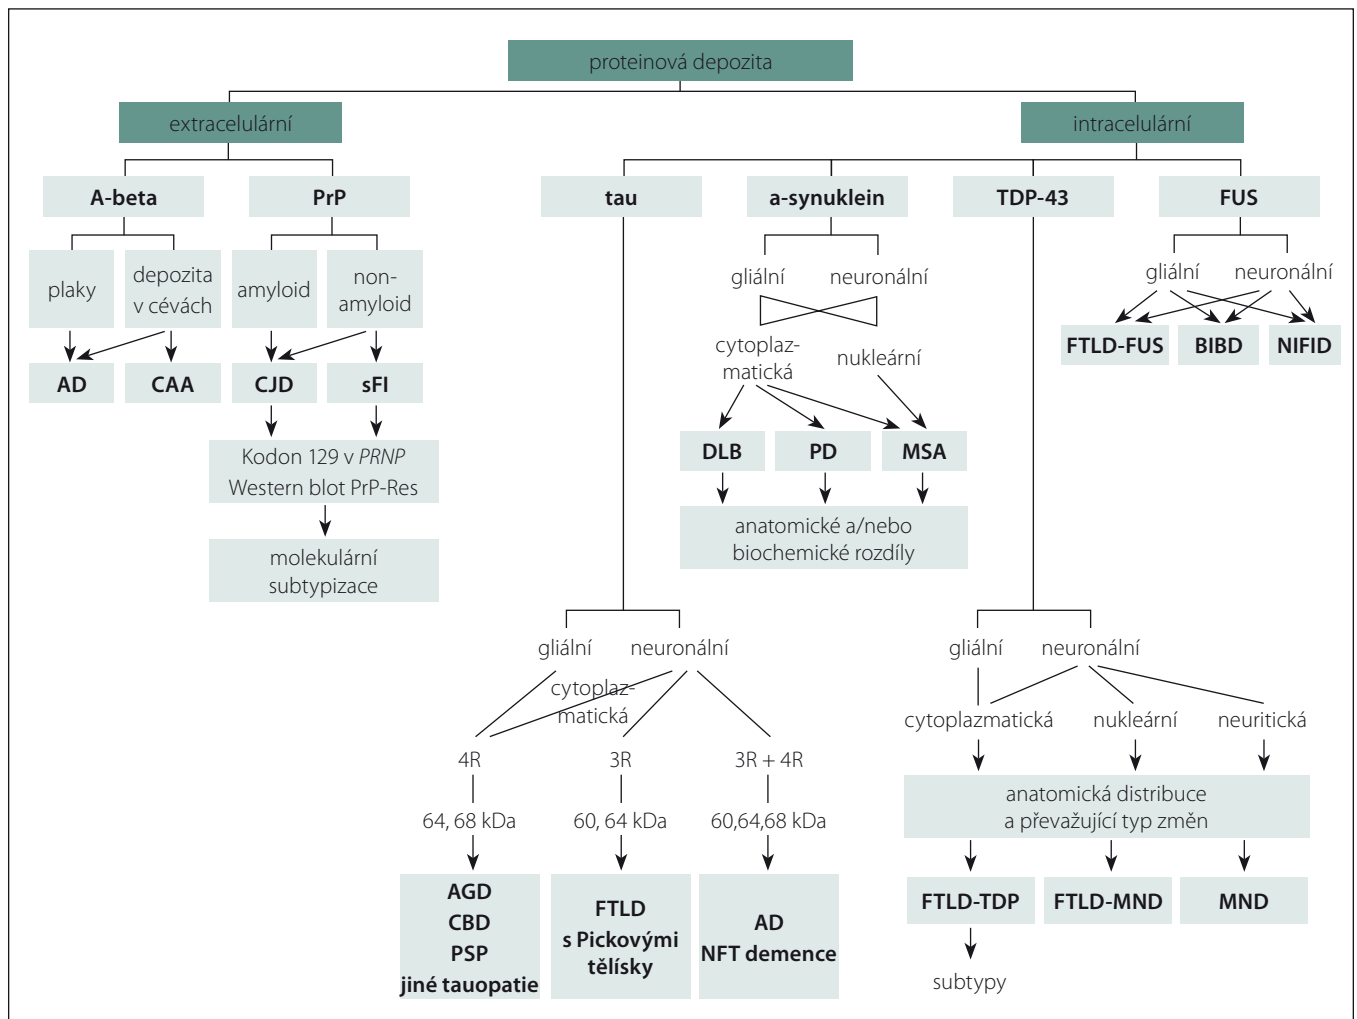 proteinová depozita
extracelulární
intracelulární
A-beta
PrP
tau
a-synuklein
TDP-43
FUS
plaky
depozita
v cévách
amyloid
non-
amyloid
gliální
neuronální
gliální
neuronální
AD
CAA
CJD
sFI
cytoplaz-
matická
nukleární
FTLD-FUS
BIBD
NIFID
Kodon 129 v PRNP
Western blot PrP-Res
DLB
PD
MSA
molekulární
subtypizace
anatomické a/nebo
biochemické rozdíly
gliální
neuronální
cytoplaz-
matická
4R
3R
3R + 4R
64, 68 kDa
60, 64 kDa
60,64,68 kDa
AGD
CBD
PSP
jiné tauopatie
FTLD
s Pickovými
tělísky
AD
NFT demence
gliální
neuronální
cytoplazmatická
nukleární
neuritická
anatomická distribuce
a převažující typ změn
FTLD-TDP
FTLD-MND
MND
subtypy